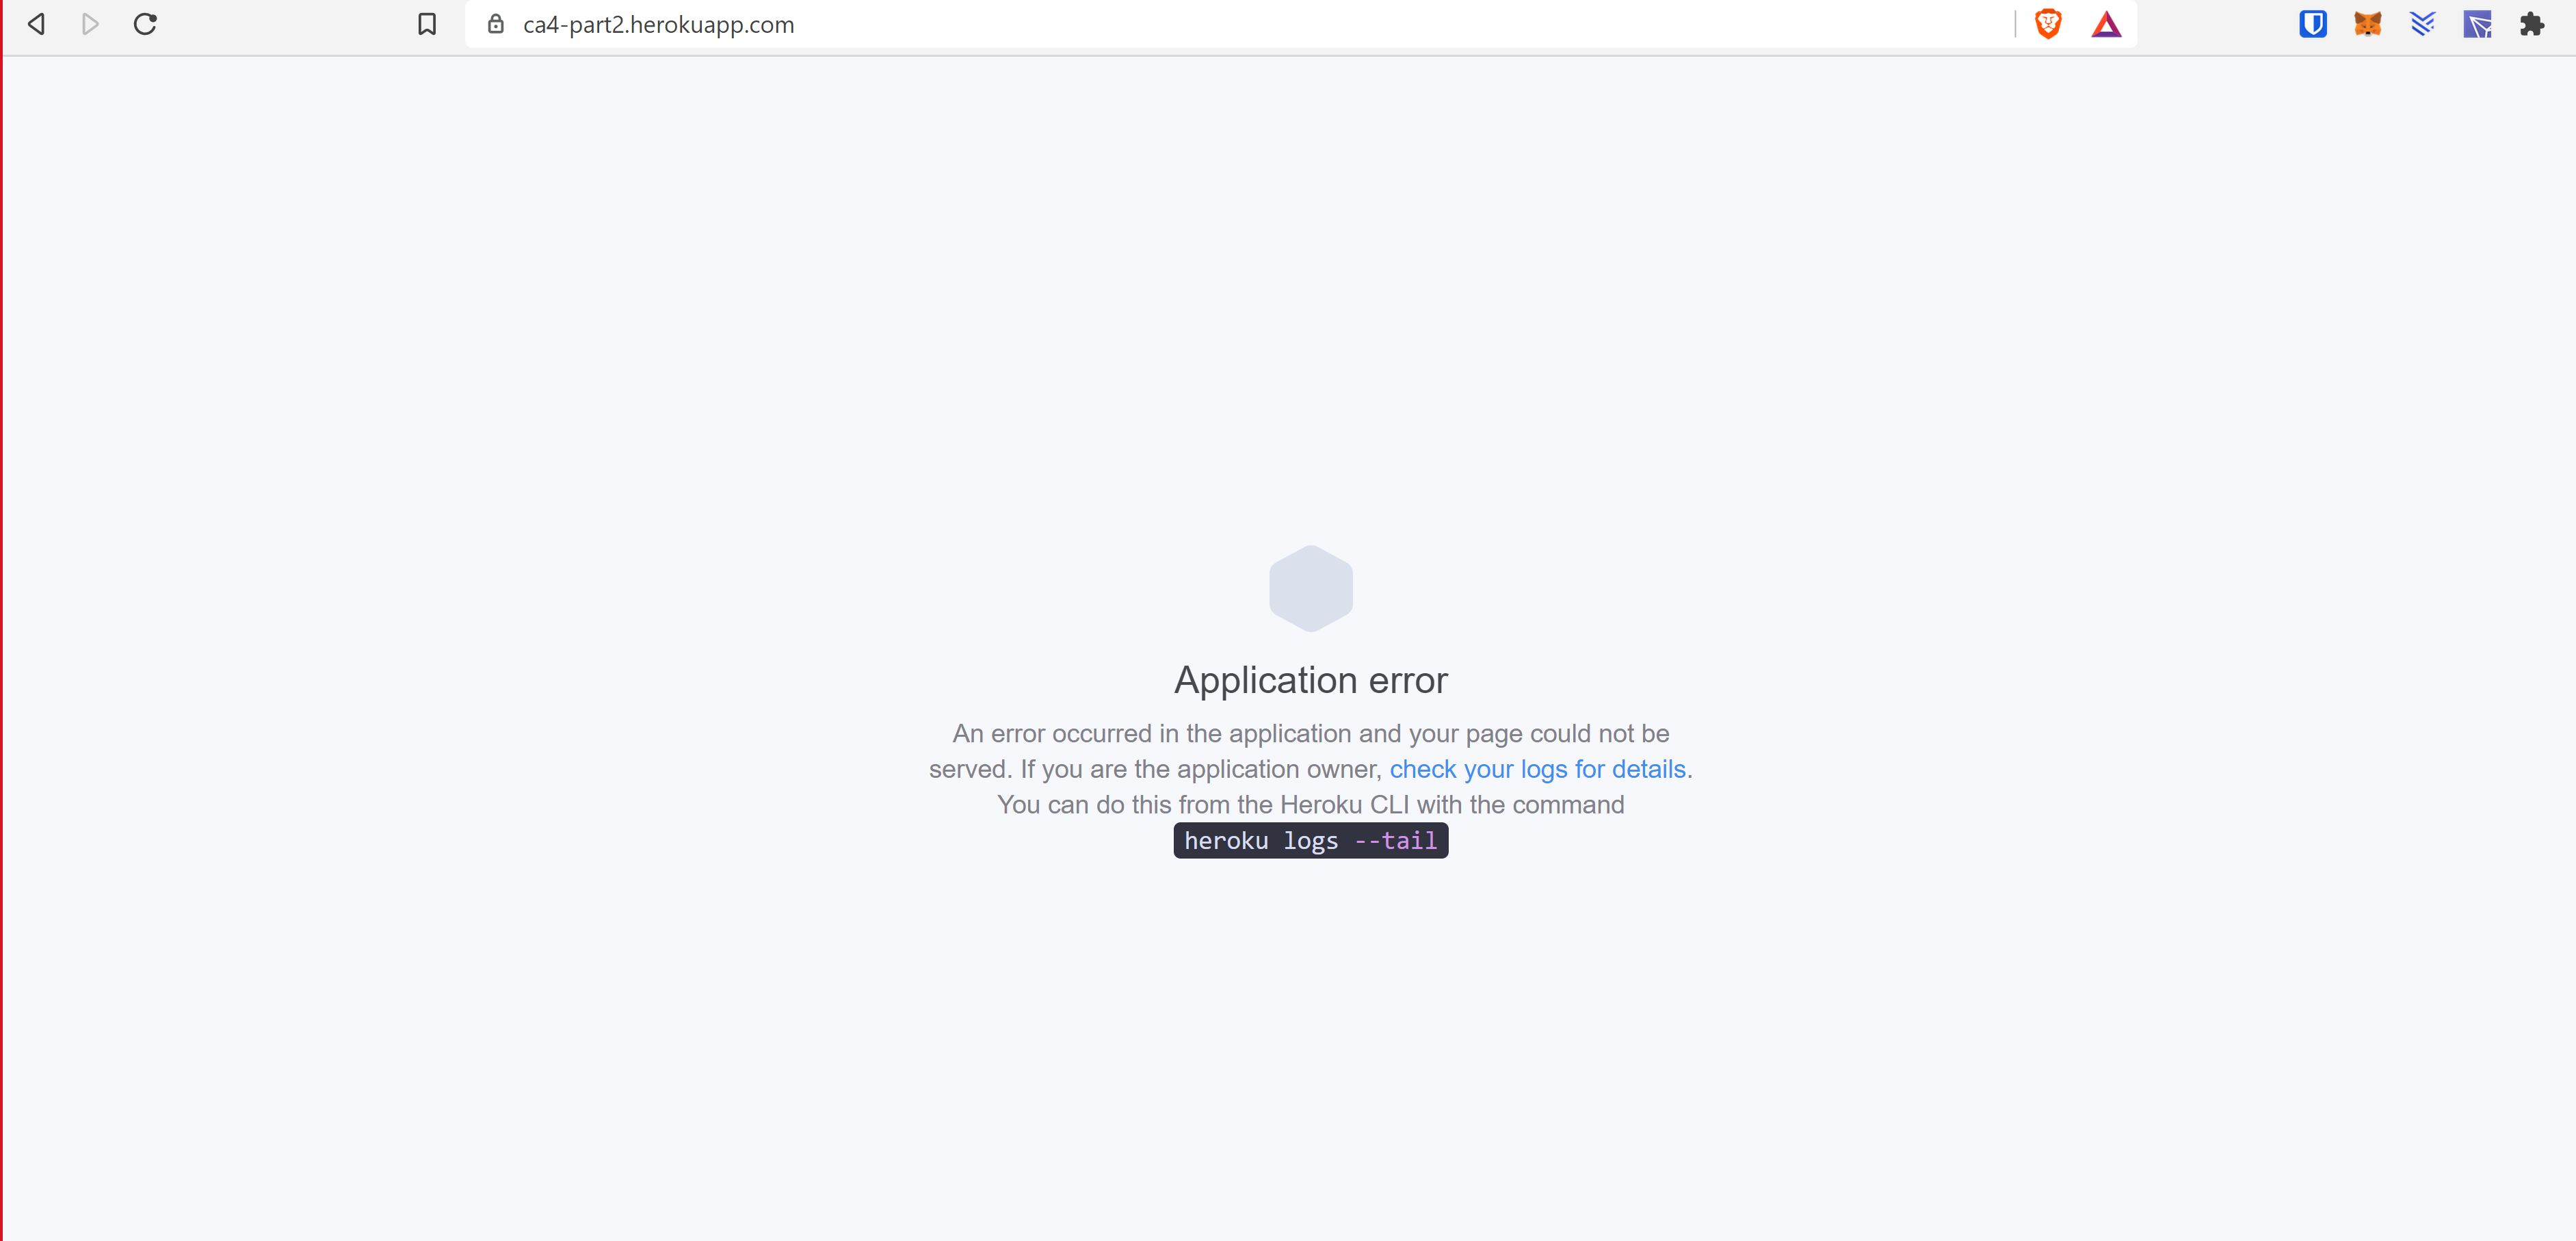 ca4-part2.herokuapp.com
Application error
An error occurred in the application and your page could not be
served. If you are the application owner, check your logs for details.
You can do this from the Heroku CLI with the command
heroku logs --tail